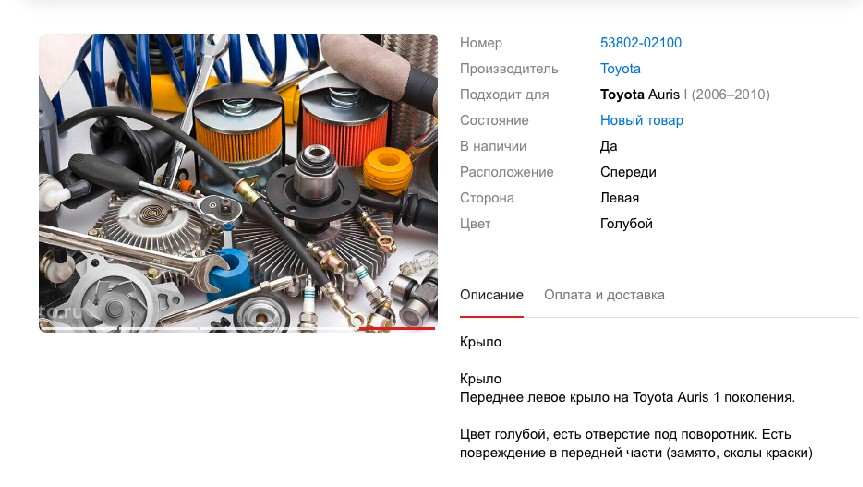 Номер 53802-02100
Производитель Toyota
Подходит для Toyota Auris I (2006–2010)
Состояние Новый товар
В наличии Да
Расположение Спереди
Сторона Левая
Цвет Голубой
Описание Оплата и доставка
Крыло
Крыло
Переднее левое крыло на Toyota Auris 1 поколения.
Цвет голубой, есть отверстие под поворотник. Есть
повреждение в передней части (замято, сколы краски)